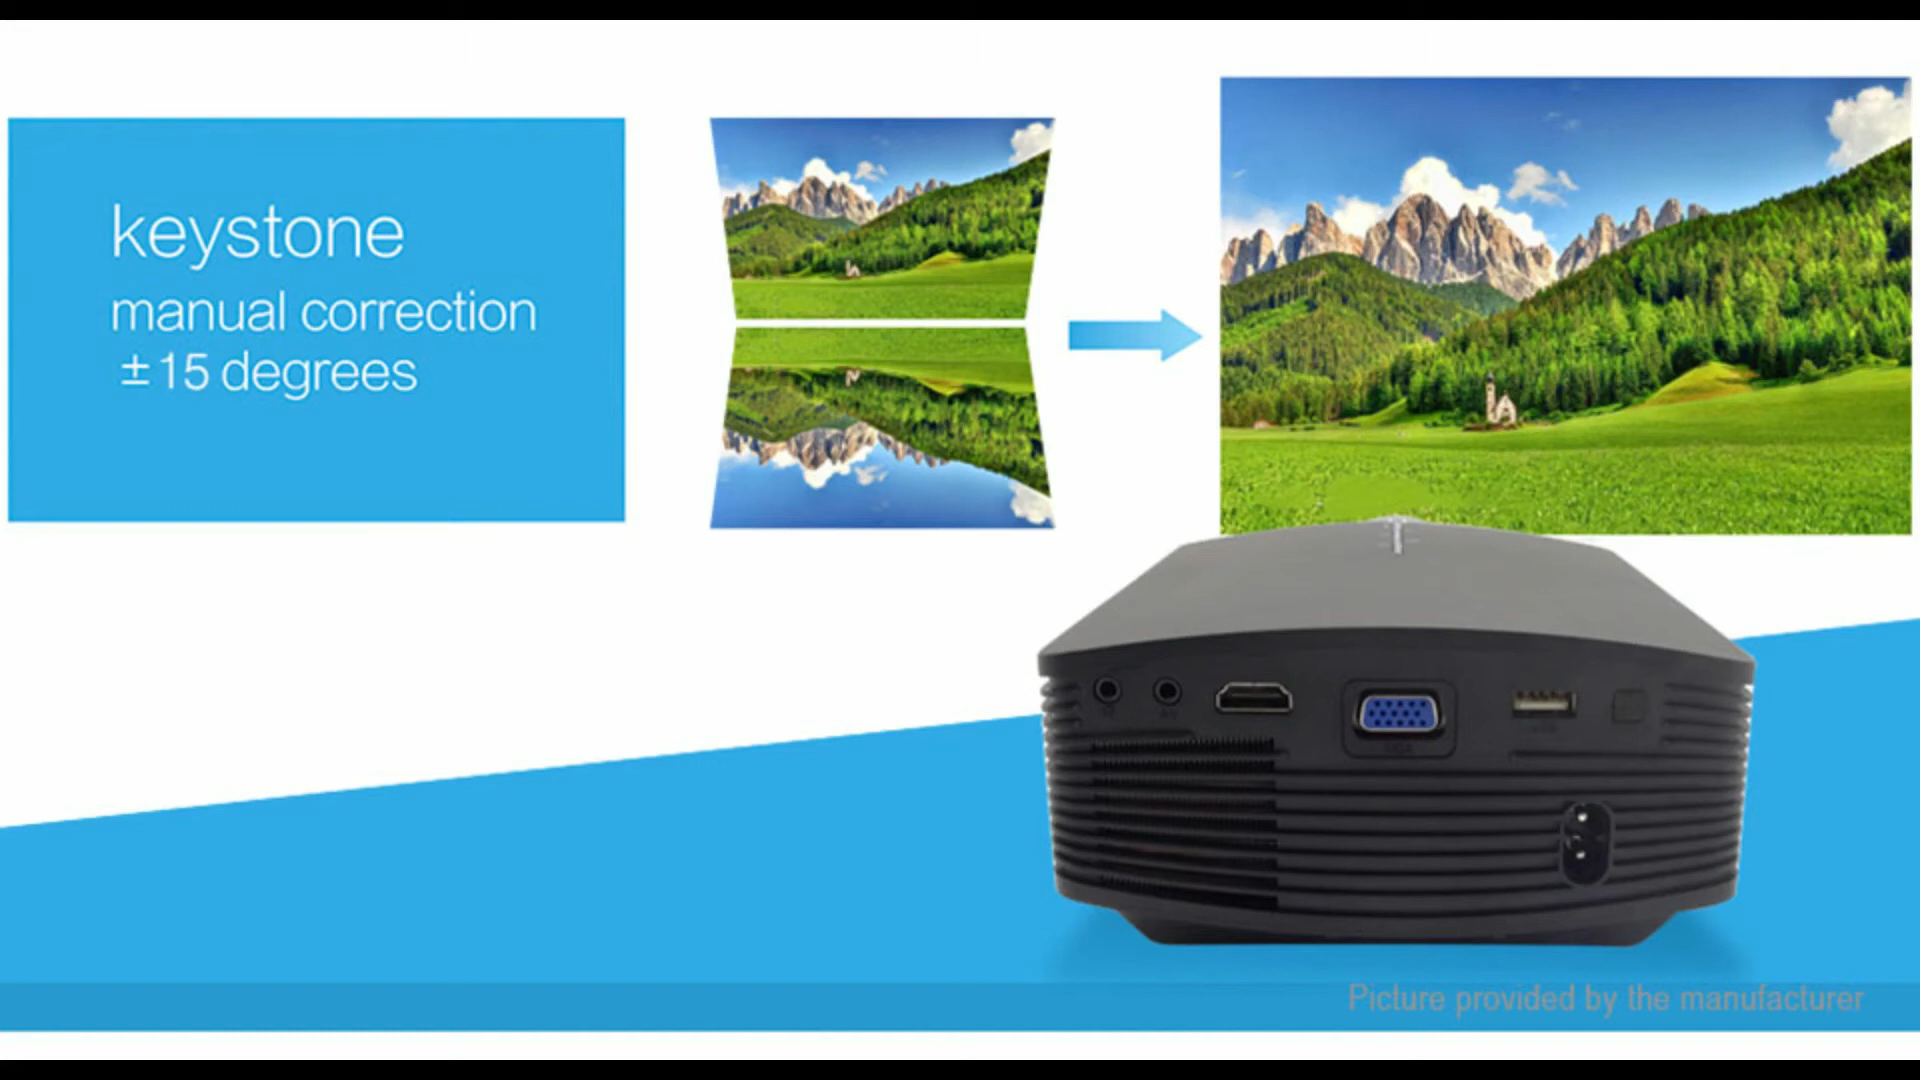 keystone
manual correction
±15 degrees
Picture provided by the manufacturer